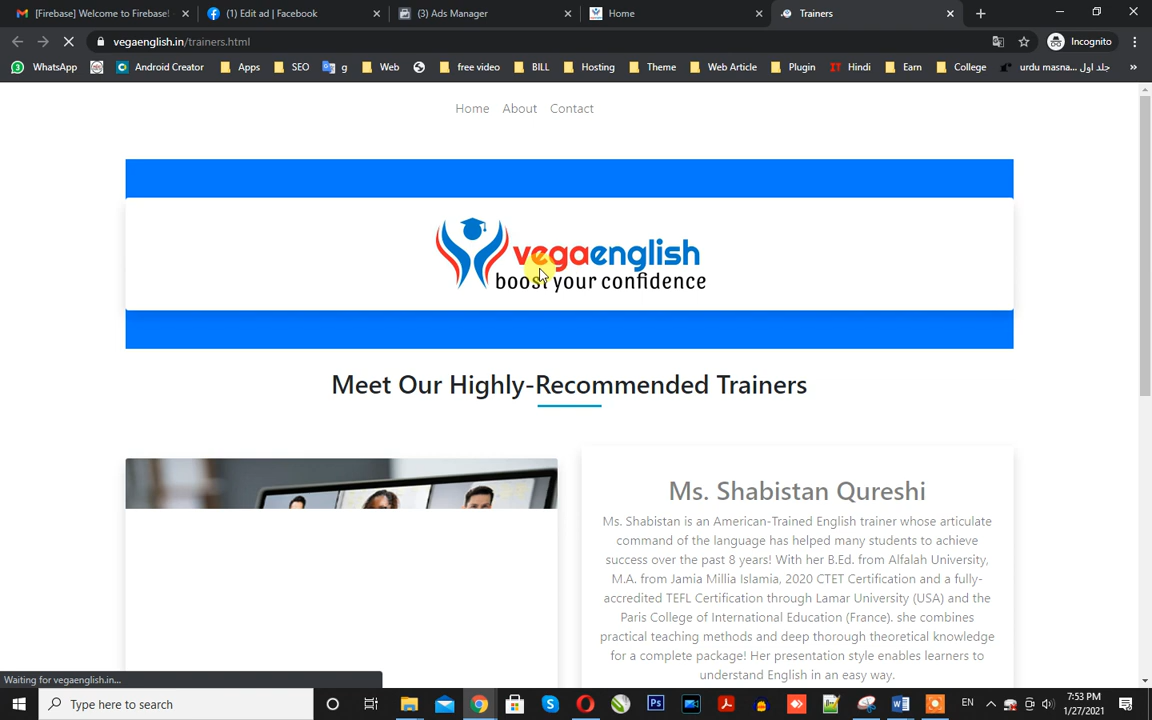 [Firebase] Welcome to Firebase!
(1) Edit ad | Facebook
(3) Ads Manager
Home
Trainers
vegaenglish.in/trainers.html
Incognito
WhatsApp
Android Creator
Apps
SEO
g
Web
free video
BILL
Hosting
Theme
Web Article
Plugin
Hindi
Earn
College
urdu masna...
جلد اول
Home About Contact
vegaenglish
boost your confidence
Meet Our Highly-Recommended Trainers
Ms. Shabistan Qureshi
Ms. Shabistan is an American-Trained English trainer whose articulate
command of the language has helped many students to achieve
success over the past 8 years! With her B.Ed. from Alfalah University,
M.A. from Jamia Millia Islamia, 2020 CTET Certification and a fully-
accredited TEFL Certification through Lamar University (USA) and the
Paris College of International Education (France). she combines
practical teaching methods and deep thorough theoretical knowledge
for a complete package! Her presentation style enables learners to
understand English in an easy way.
Waiting for vegaenglish.in...
Type here to search
EN
7:53 PM
1/27/2021